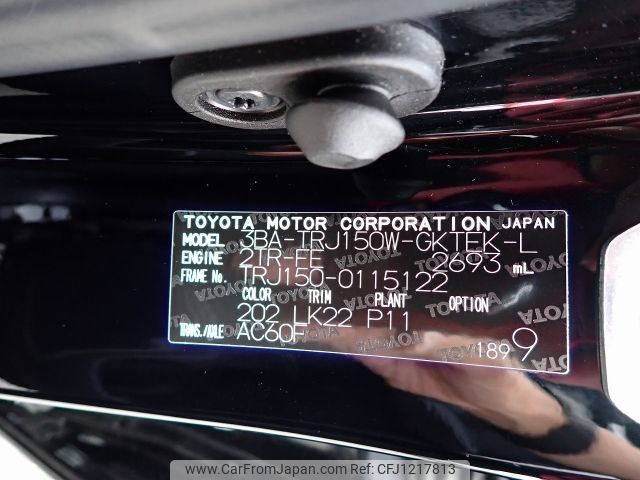 TOYOTA MOTOR CORPORATION JAPAN
MODEL 3BA-TRJ150W-GKTEK-L
ENGINE 2TR-FE 2693 mL
FRAME No. TRJ150-0115122
COLOR TRIM PLANT OPTION
202 LK22 P11
TRANS./AXLE AC60F 189 9
www.CarFromJapan.com | Ref:No CFJ1217813